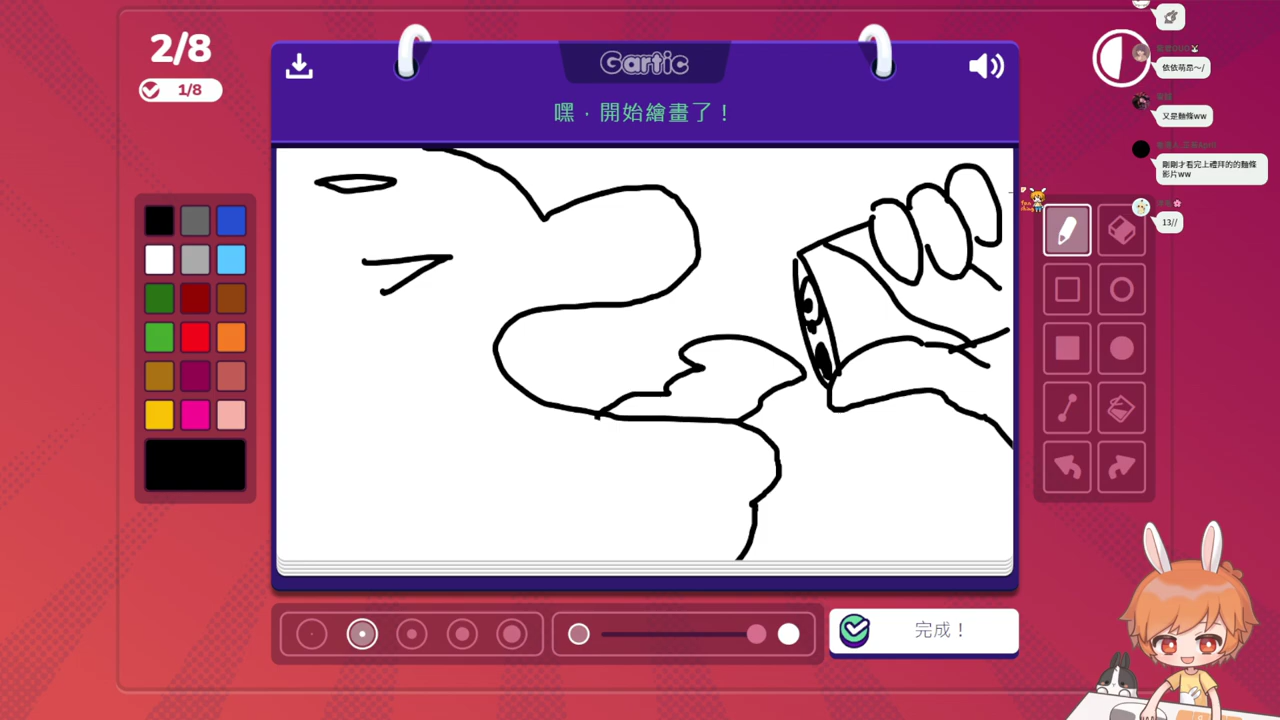 2/8
1/8
Gartic
嘿，開始繪畫了！
依依萌昂～/
又是麵條ww
剛剛才看完上禮拜的的麵條
影片ww
13//
完成！